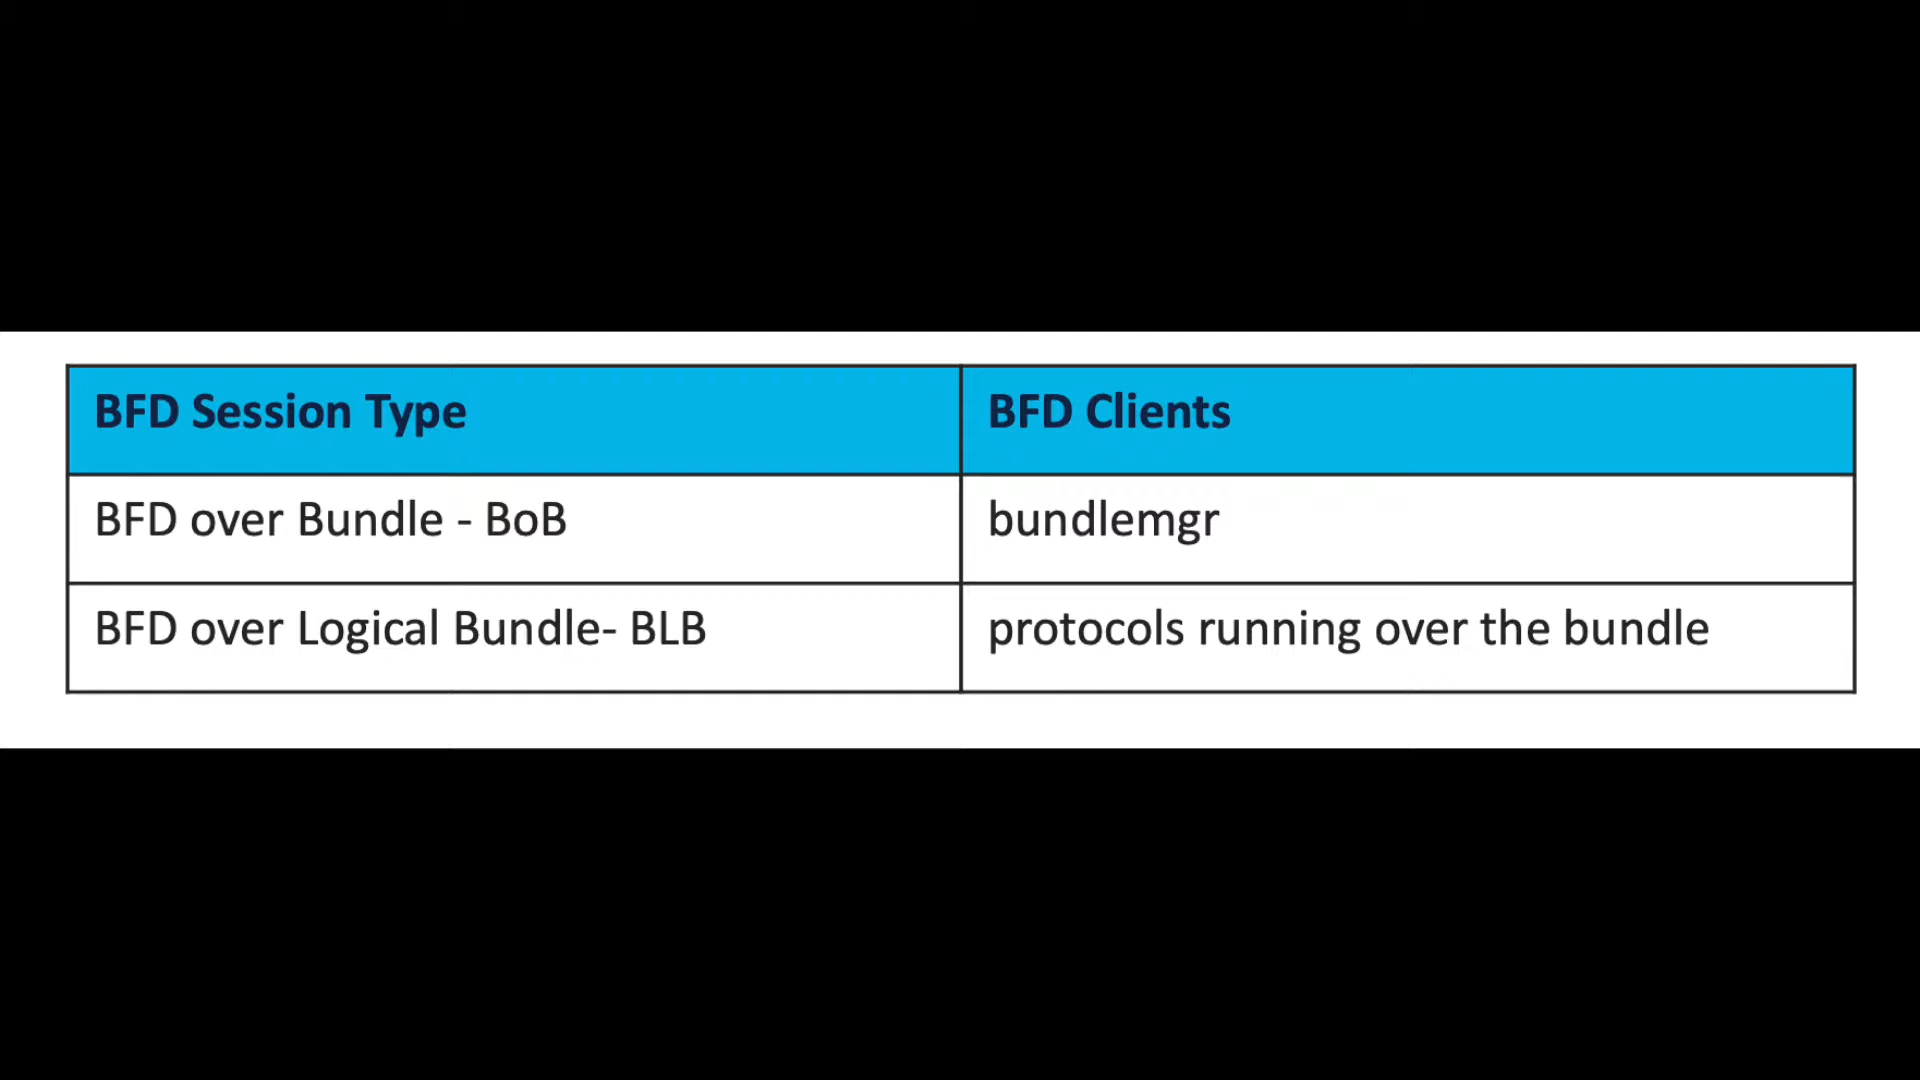 BFD Session Type
BFD Clients
BFD over Bundle - BoB
bundlemgr
BFD over Logical Bundle- BLB
protocols running over the bundle